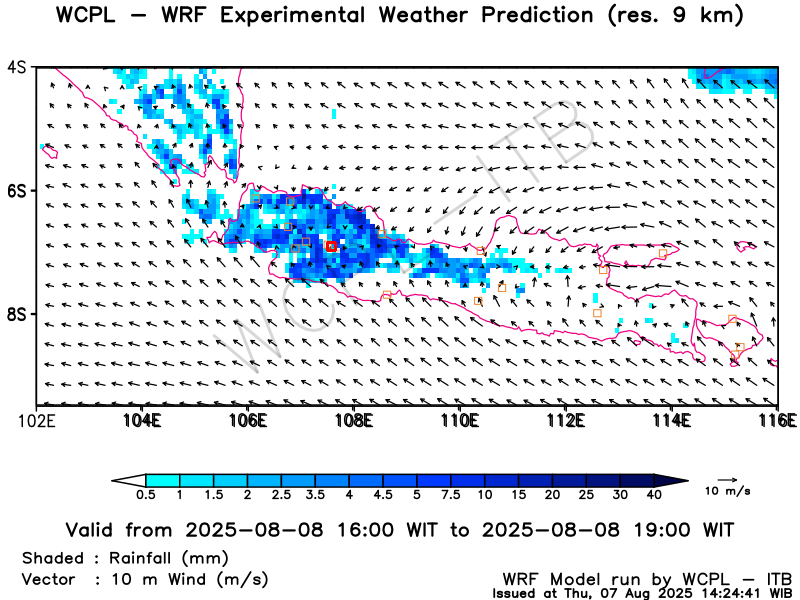 WCPL – WRF Experimental Weather Prediction (res. 9 km)
4S
6S
8S
WCPL–ITB
102E 104E 106E 108E 110E 112E 114E 116E
0.5 1 1.5 2 2.5 3.5 4 4.5 5 7.5 10 15 20 25 30 40
10 m/s
Valid from 2025–08–08 16:00 WIT to 2025–08–08 19:00 WIT
Shaded : Rainfall (mm)
Vector : 10 m Wind (m/s)
WRF Model run by WCPL – ITB
Issued at Thu, 07 Aug 2025 14:24:41 WIB